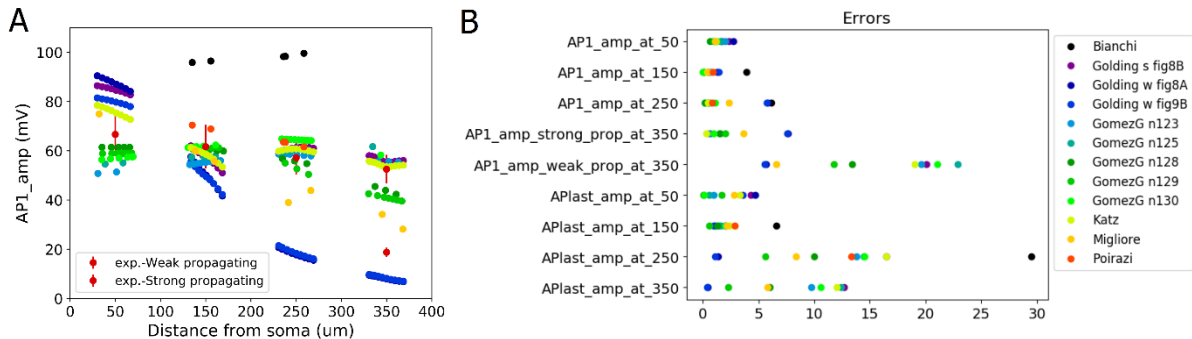 A
AP1_amp (mV)
100
80
60
40
20
0
exp.-Weak propagating
exp.-Strong propagating
0 50 100 150 200 250 300 350 400
Distance from soma (um)
B
Errors
AP1_amp_at_50
AP1_amp_at_150
AP1_amp_at_250
AP1_amp_strong_prop_at_350
AP1_amp_weak_prop_at_350
APlast_amp_at_50
APlast_amp_at_150
APlast_amp_at_250
APlast_amp_at_350
0 5 10 15 20 25 30
Bianchi
Golding s fig8B
Golding w fig8A
Golding w fig9B
GomezG n123
GomezG n125
GomezG n128
GomezG n129
GomezG n130
Katz
Migliore
Poirazi